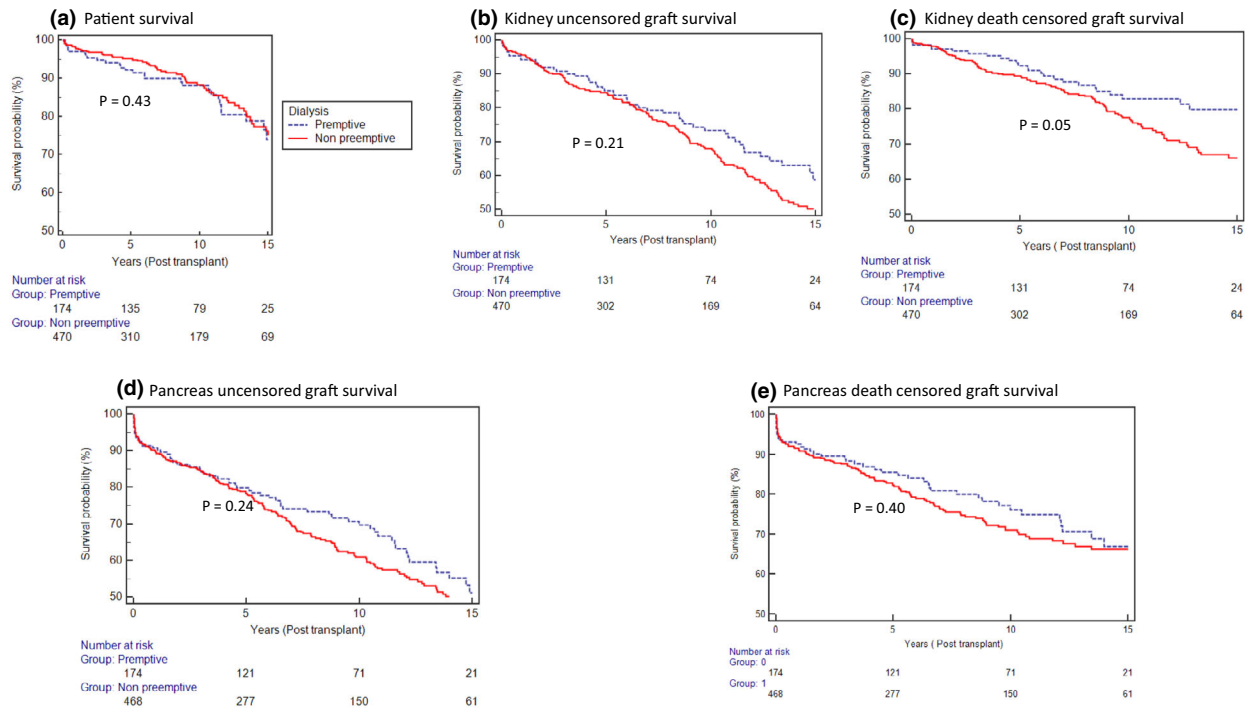 (a) Patient survival
100
90
80
70
60
50
Survival probability (%)
P = 0.43
0 5 10 15
Years (Post transplant)
Dialysis
Premptive
Non preemptive
Number at risk
Group: Premptive
174 135 79 25
Group: Non preemptive
470 310 179 69
(b) Kidney uncensored graft survival
100
90
80
70
60
50
Survival probability (%)
P = 0.21
0 5 10 15
Years (Post transplant)
Number at risk
Group: Premptive
174 131 74 24
Group: Non preemptive
470 302 169 64
(c) Kidney death censored graft survival
100
90
80
70
60
50
Survival probability (%)
P = 0.05
0 5 10 15
Years ( Post transplant)
Number at risk
Group: Premptive
174 131 74 24
Group: Non preemptive
470 302 169 64
(d) Pancreas uncensored graft survival
100
90
80
70
60
50
Survival probability (%)
P = 0.24
0 5 10 15
Years (Post transplant)
Number at risk
Group: Premptive
174 121 71 21
Group: Non preemptive
468 277 150 61
(e) Pancreas death censored graft survival
100
90
80
70
60
50
Survival probability (%)
P = 0.40
0 5 10 15
Years ( Post transplant)
Number at risk
Group: 0
174 121 71 21
Group: 1
468 277 150 61